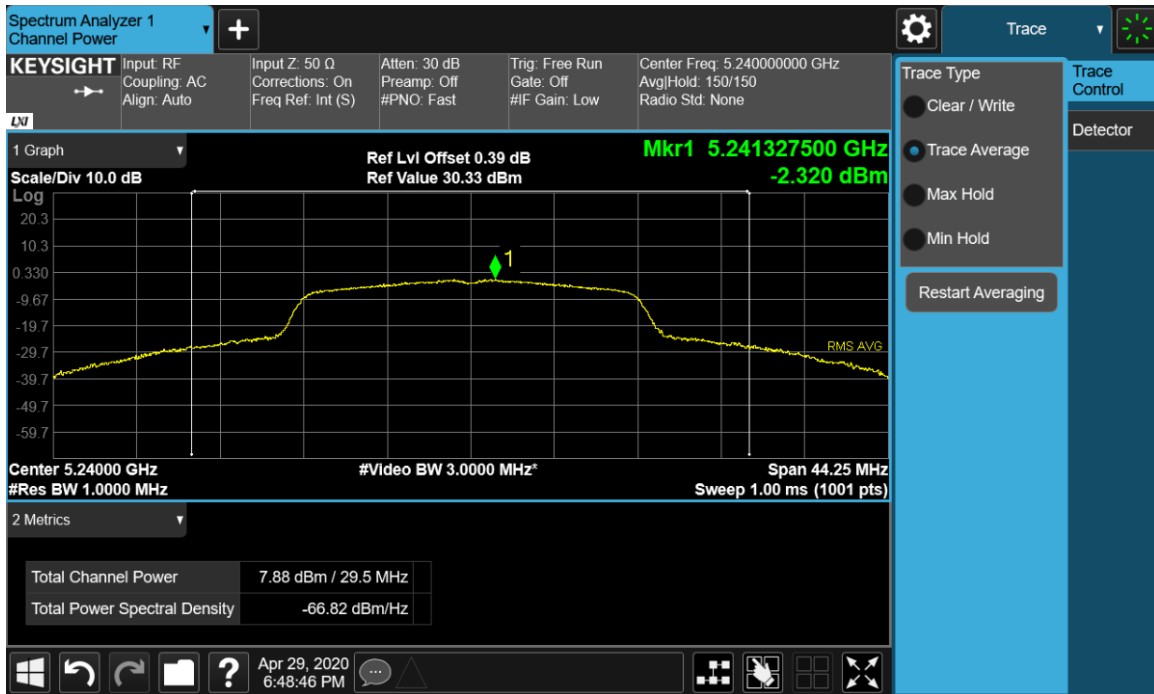 Spectrum Analyzer 1
Channel Power
+
Trace
KEYSIGHT
LXI
Input: RF
Coupling: AC
Align: Auto
Input Z: 50 Ω
Corrections: On
Freq Ref: Int (S)
Atten: 30 dB
Preamp: Off
#PNO: Fast
Trig: Free Run
Gate: Off
#IF Gain: Low
Center Freq: 5.240000000 GHz
Avg|Hold: 150/150
Radio Std: None
1 Graph
Scale/Div 10.0 dB
Ref Lvl Offset 0.39 dB
Ref Value 30.33 dBm
Mkr1 5.241327500 GHz
-2.320 dBm
Log
20.3
10.3
0.330
-9.67
-19.7
-29.7
-39.7
-49.7
-59.7
1
RMS AVG
Center 5.24000 GHz
#Res BW 1.0000 MHz
#Video BW 3.0000 MHz*
Span 44.25 MHz
Sweep 1.00 ms (1001 pts)
2 Metrics
Total Channel Power 7.88 dBm / 29.5 MHz
Total Power Spectral Density -66.82 dBm/Hz
?
Apr 29, 2020
6:48:46 PM
Trace Type
Clear / Write
Trace Average
Max Hold
Min Hold
Restart Averaging
Trace
Control
Detector